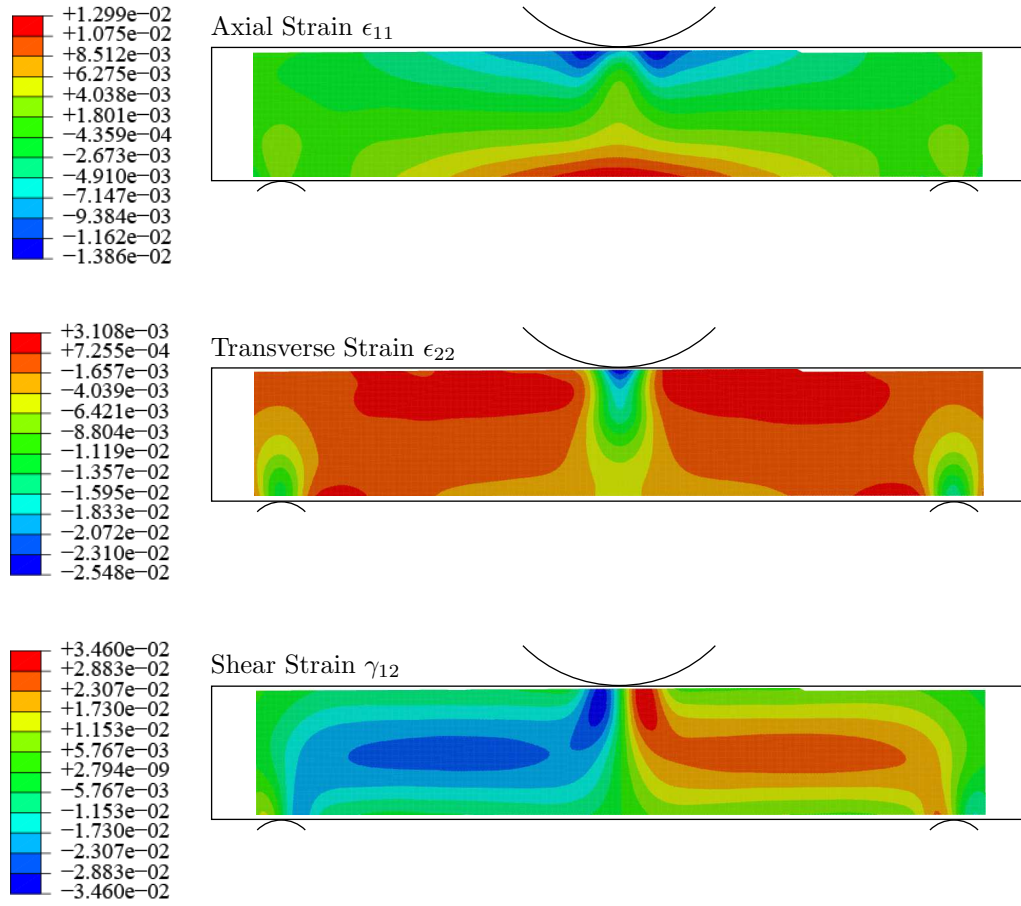 Axial Strain ϵ11
+1.299e−02
+1.075e−02
+8.512e−03
+6.275e−03
+4.038e−03
+1.801e−03
−4.359e−04
−2.673e−03
−4.910e−03
−7.147e−03
−9.384e−03
−1.162e−02
−1.386e−02
Transverse Strain ϵ22
+3.108e−03
+7.255e−04
−1.657e−03
−4.039e−03
−6.421e−03
−8.804e−03
−1.119e−02
−1.357e−02
−1.595e−02
−1.833e−02
−2.072e−02
−2.310e−02
−2.548e−02
Shear Strain γ12
+3.460e−02
+2.883e−02
+2.307e−02
+1.730e−02
+1.153e−02
+5.767e−03
+2.794e−09
−5.767e−03
−1.153e−02
−1.730e−02
−2.307e−02
−2.883e−02
−3.460e−02